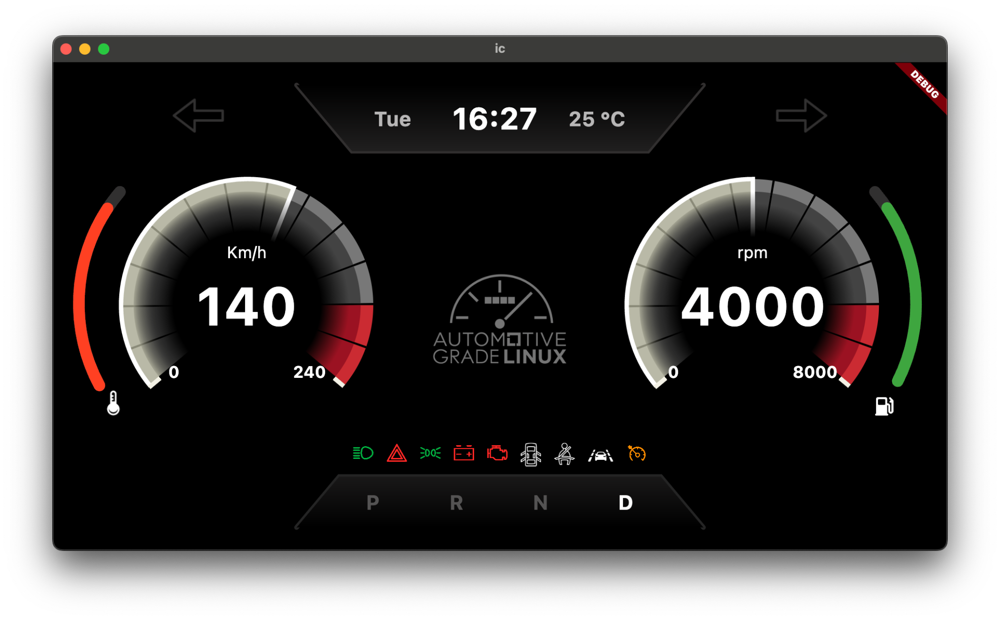 ic
DEBUG
Tue 16:27 25 °C
Km/h
140
0 240
AUTOMOTIVE
GRADE LINUX
rpm
4000
0 8000
P R N D